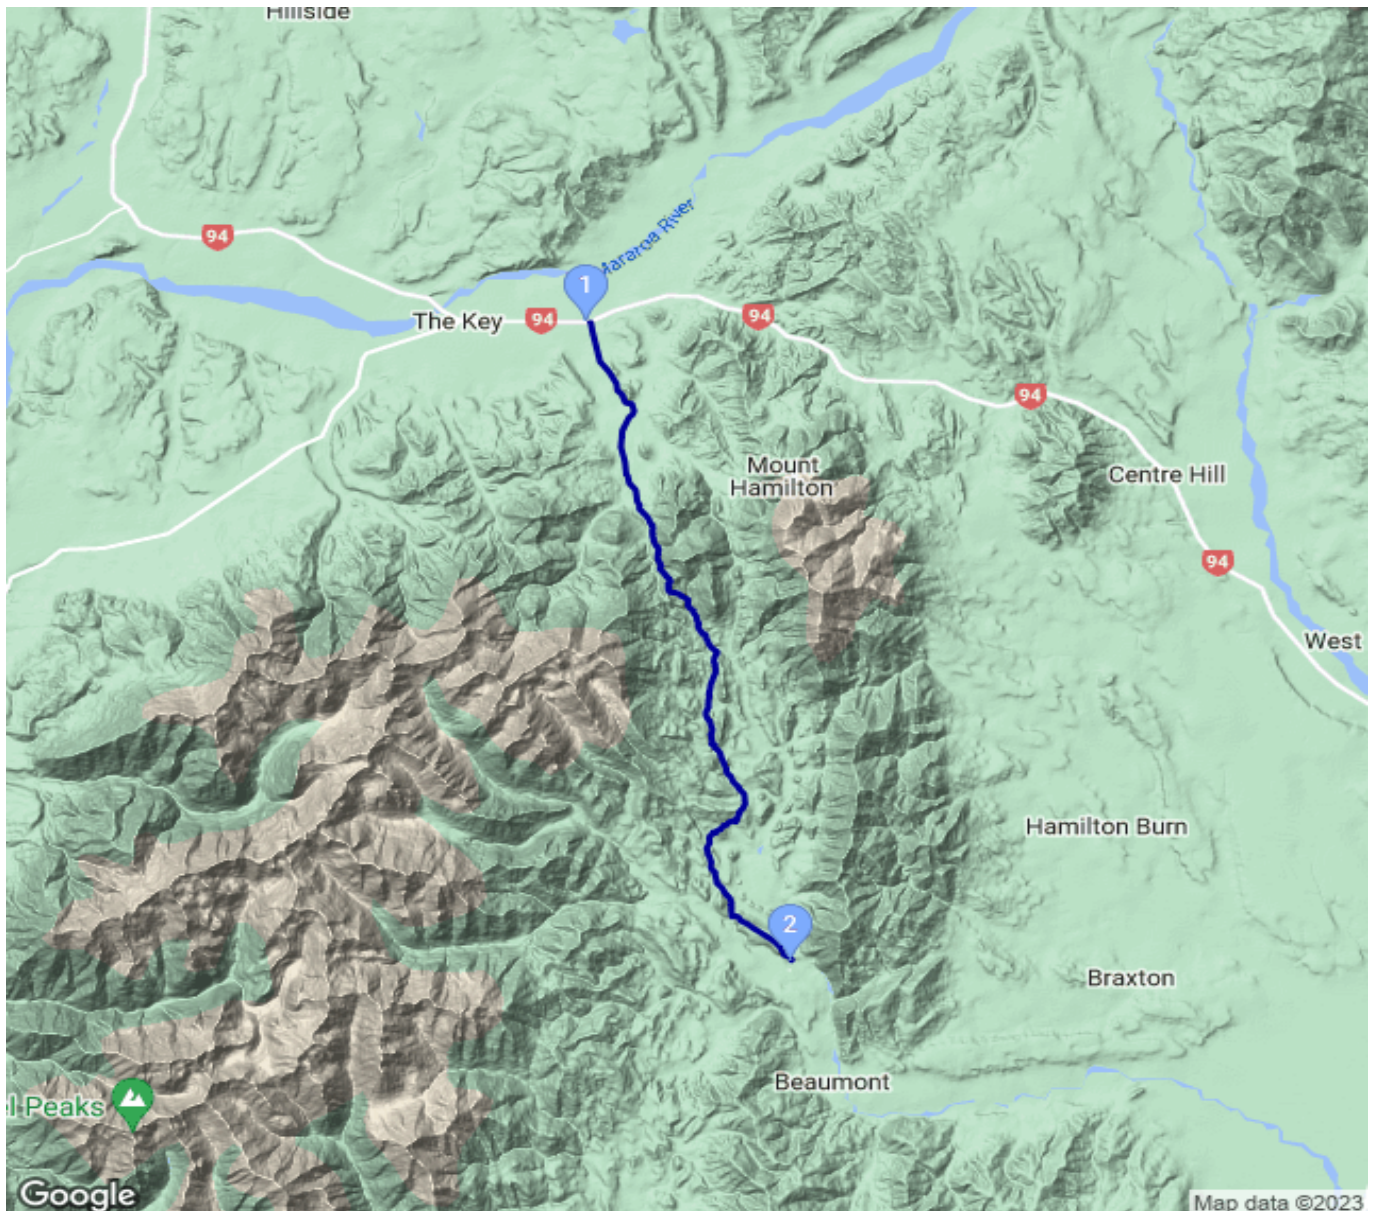 Hillside
94
Mararoa River
1
The Key
94
94
94
Mount
Hamilton
Centre Hill
94
West
Hamilton Burn
2
Braxton
Beaumont
l Peaks
Google
Map data ©2023